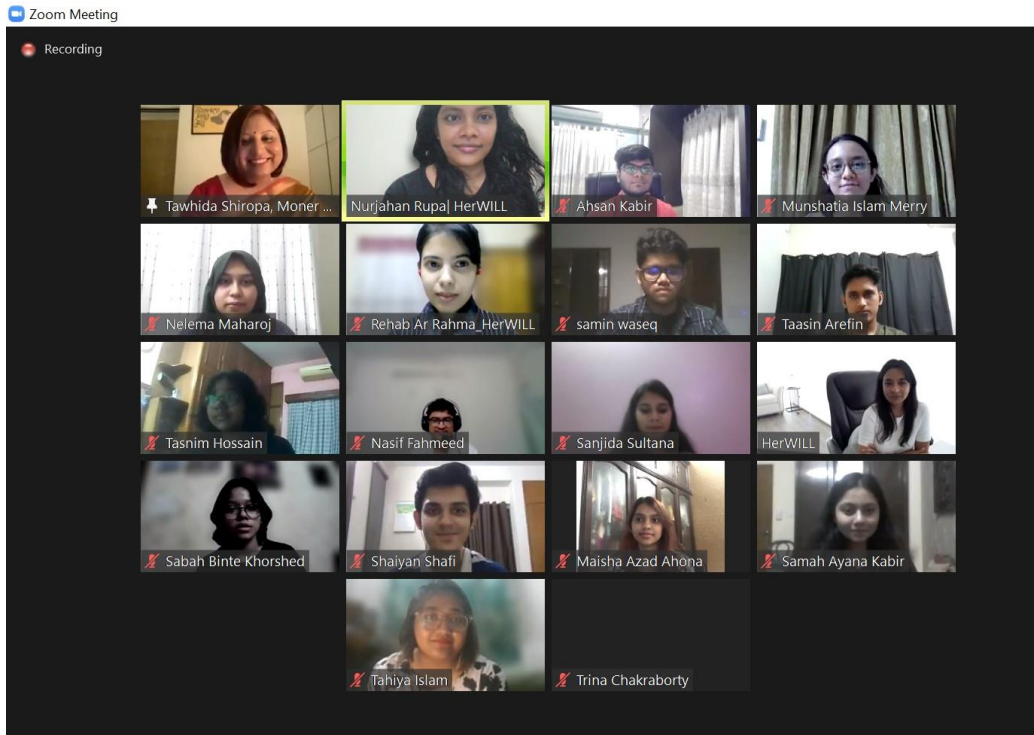 Zoom Meeting
Recording
Tawhida Shiropa, Moner ...
Nurjahan Rupa| HerWILL
Ahsan Kabir
Munshatia Islam Merry
Nelema Maharoj
Rehab Ar Rahma_HerWILL
samin waseq
Taasin Arefin
Tasnim Hossain
Nasif Fahmeed
Sanjida Sultana
HerWILL
Sabah Binte Khorshed
Shaiyan Shafi
Maisha Azad Ahona
Samah Ayana Kabir
Tahiya Islam
Trina Chakraborty